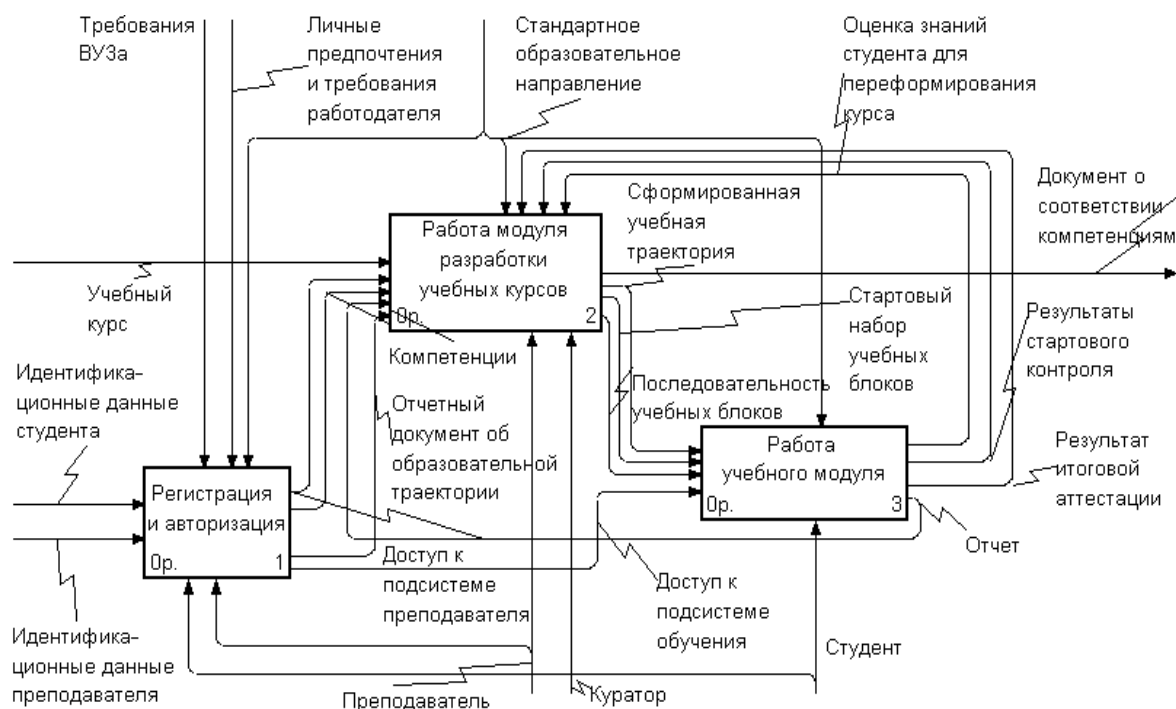 Требования
ВУЗа
Личные
предпочтения
и требования
работодателя
Стандартное
образовательное
направление
Оценка знаний
студента для
переформирования
курса
Документ о
соответствии
компетенциям
Сформированная
учебная
траектория
Работа модуля
разработки
учебных курсов
0р.
2
Учебный
курс
Компетенции
Стартовый
набор
учебных
блоков
Результаты
стартового
контроля
Идентифика-
ционные данные
студента
Последовательность
учебных блоков
Отчетный
документ об
образовательной
траектории
Работа
учебного модуля
0р.
3
Результат
итоговой
аттестации
Регистрация
и авторизация
0р.
1
Отчет
Доступ к
подсистеме
преподавателя
Доступ к
подсистеме
обучения
Идентифика-
ционные данные
преподавателя
Студент
Преподаватель
Куратор